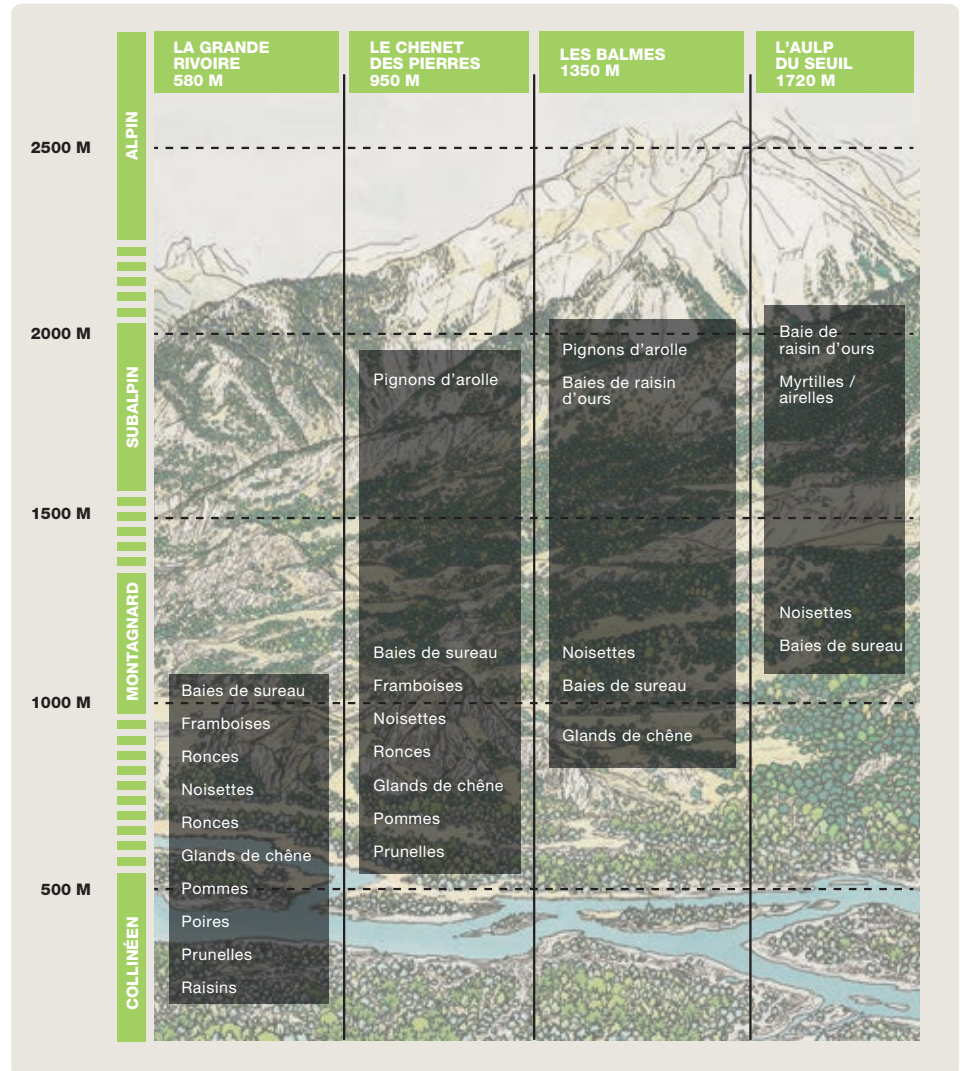 LA GRANDE
RIVOIRE
580 M
LE CHENET
DES PIERRES
950 M
LES BALMES
1350 M
L'AULP
DU SEUIL
1720 M
ALPIN
SUBALPIN
MONTAGNARD
COLLINÉEN
2500 M
2000 M
1500 M
1000 M
500 M
Baies de sureau
Framboises
Ronces
Noisettes
Ronces
Glands de chêne
Pommes
Poires
Prunelles
Raisins
Pignons d'arolle
Baies de sureau
Framboises
Noisettes
Ronces
Glands de chêne
Pommes
Prunelles
Pignons d'arolle
Baies de raisin
d'ours
Noisettes
Baies de sureau
Glands de chêne
Baie de
raisin d'ours
Myrtilles /
airelles
Noisettes
Baies de sureau